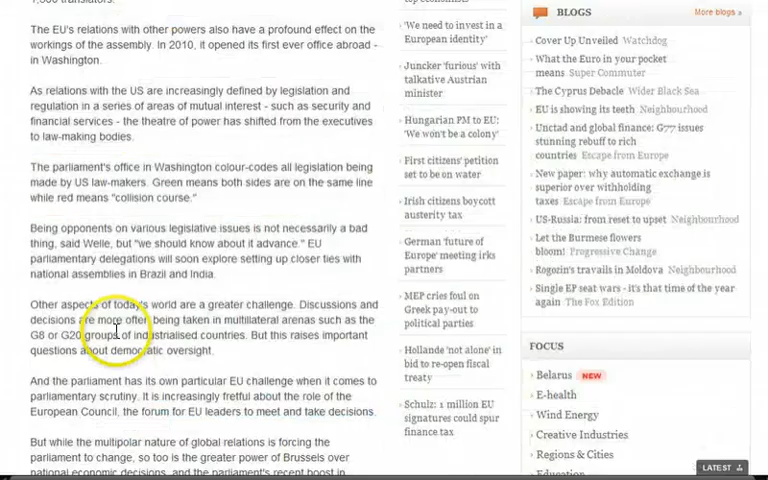 1,500 translators.
The EU's relations with other powers also have a profound effect on the
workings of the assembly. In 2010, it opened its first ever office abroad -
in Washington.
As relations with the US are increasingly defined by legislation and
regulation in a series of areas of mutual interest - such as security and
financial services - the theatre of power has shifted from the executives
to law-making bodies.
The parliament's office in Washington colour-codes all legislation being
made by US law-makers. Green means both sides are on the same line
while red means "collision course."
Being opponents on various legislative issues is not necessarily a bad
thing, said Welle, but "we should know about it advance." EU
parliamentary delegations will soon explore setting up closer ties with
national assemblies in Brazil and India.
Other aspects of today's world are a greater challenge. Discussions and
decisions are more often being taken in multilateral arenas such as the
G8 or G20 groups of industrialised countries. But this raises important
questions about democratic oversight.
And the parliament has its own particular EU challenge when it comes to
parliamentary scrutiny. It is increasingly fretful about the role of the
European Council, the forum for EU leaders to meet and take decisions.
But while the multipolar nature of global relations is forcing the
parliament to change, so too is the greater power of Brussels over
national economic decisions, and the parliament's recent boost in
top economists
'We need to invest in a
European identity'
Juncker 'furious' with
talkative Austrian
minister
Hungarian PM to EU:
'We won't be a colony'
First citizens' petition
set to be on water
Irish citizens boycott
austerity tax
German 'future of
Europe' meeting irks
partners
MEP cries foul on
Greek pay-out to
political parties
Hollande 'not alone' in
bid to re-open fiscal
treaty
Schulz: 1 million EU
signatures could spur
finance tax
BLOGS
More blogs »
Cover Up Unveiled Watchdog
What the Euro in your pocket
means Super Commuter
The Cyprus Debacle Wider Black Sea
EU is showing its teeth Neighbourhood
Unctad and global finance: G77 issues
stunning rebuff to rich
countries Escape from Europe
New paper: why automatic exchange is
superior over withholding
taxes Escape from Europe
US-Russia: from reset to upset Neighbourhood
Let the Burmese flowers
bloom! Progressive Change
Rogozin's travails in Moldova Neighbourhood
Single EP seat wars - it's that time of the year
again The Fox Edition
FOCUS
Belarus NEW
E-health
Wind Energy
Creative Industries
Regions & Cities
Education
LATEST